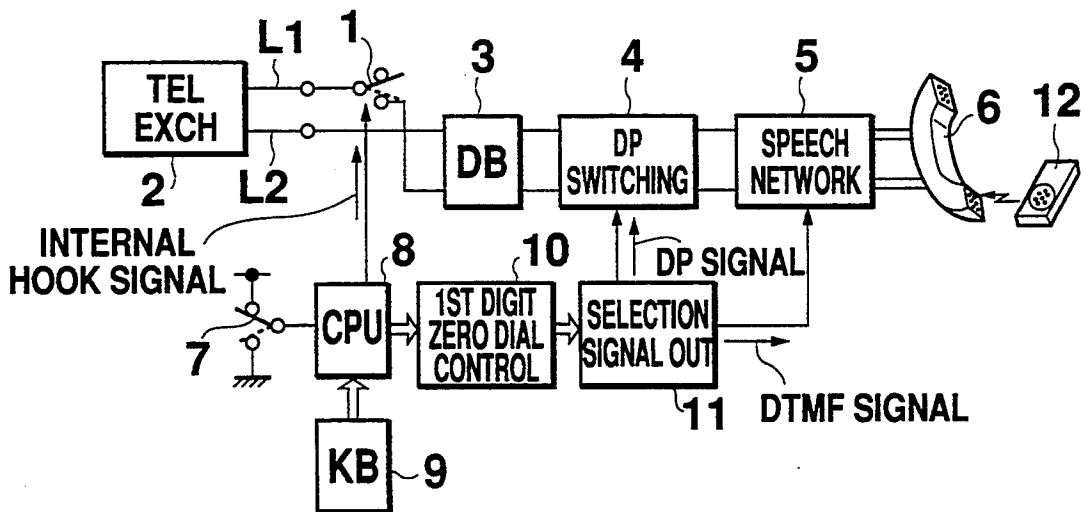 L1
1
3
4
5
TEL
EXCH
DB
DP
SWITCHING
SPEECH
NETWORK
6
12
2
L2
INTERNAL
HOOK SIGNAL
8
10
DP SIGNAL
7
CPU
1ST DIGIT
ZERO DIAL
CONTROL
SELECTION
SIGNAL OUT
11
DTMF SIGNAL
KB
9